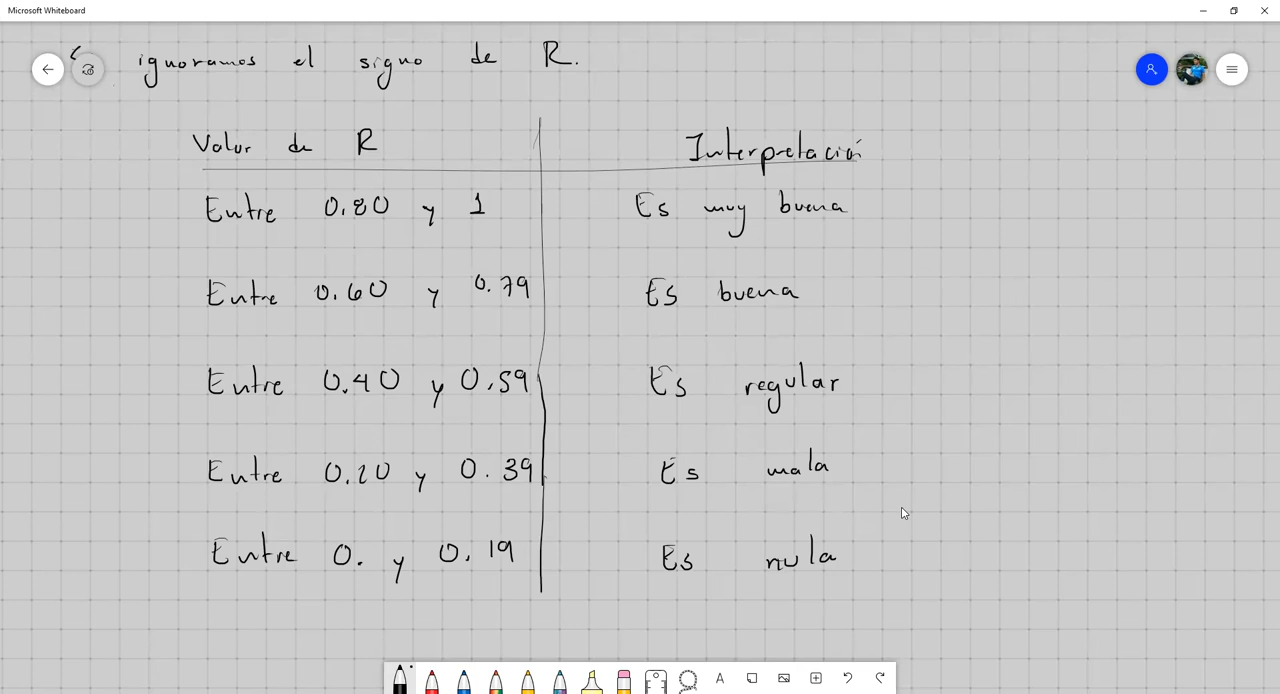 Microsoft Whiteboard
ignoramos el signo de R.
Valor de R Interpretación
Entre 0.80 y 1 Es muy buena
Entre 0.60 y 0.79 Es buena
Entre 0.40 y 0.59 Es regular
Entre 0.20 y 0.39 Es mala
Entre 0. y 0.19 Es nula
A